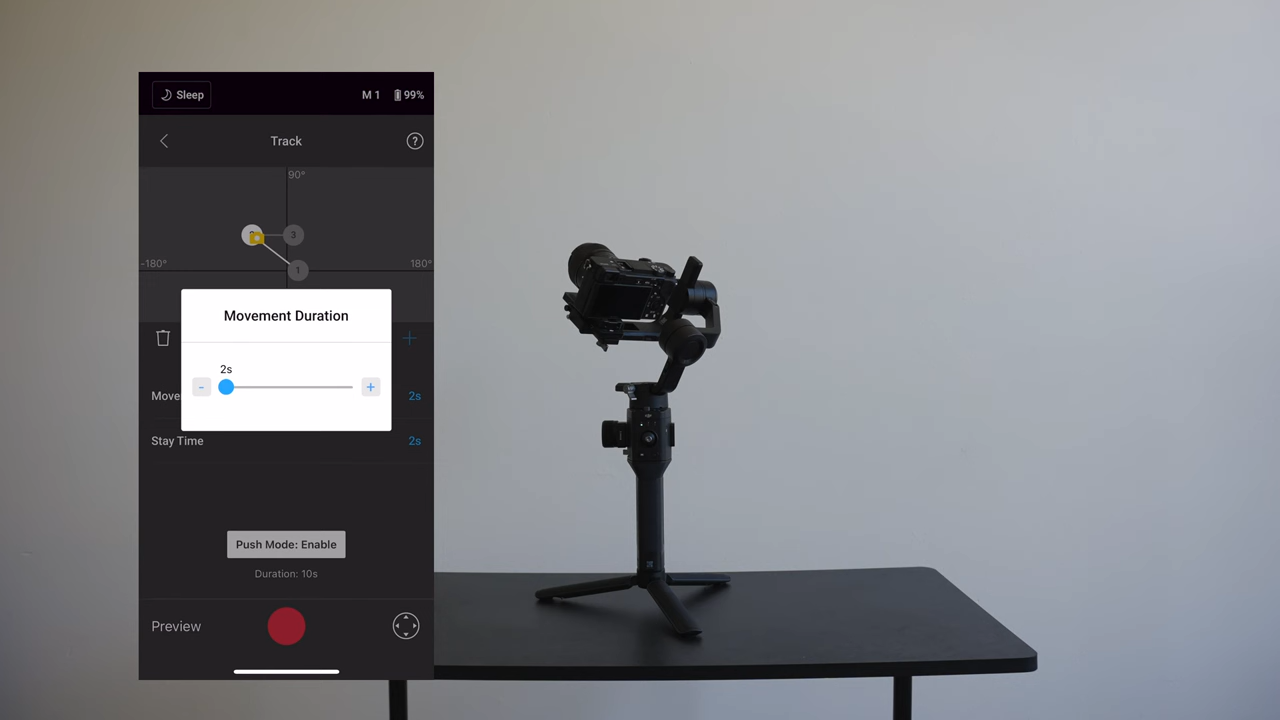 Sleep
M 1
99%
Track
?
90°
3
-180°
180°
1
Movement Duration
2s
-
+
Move
2s
Stay Time
2s
Push Mode: Enable
Duration: 10s
Preview